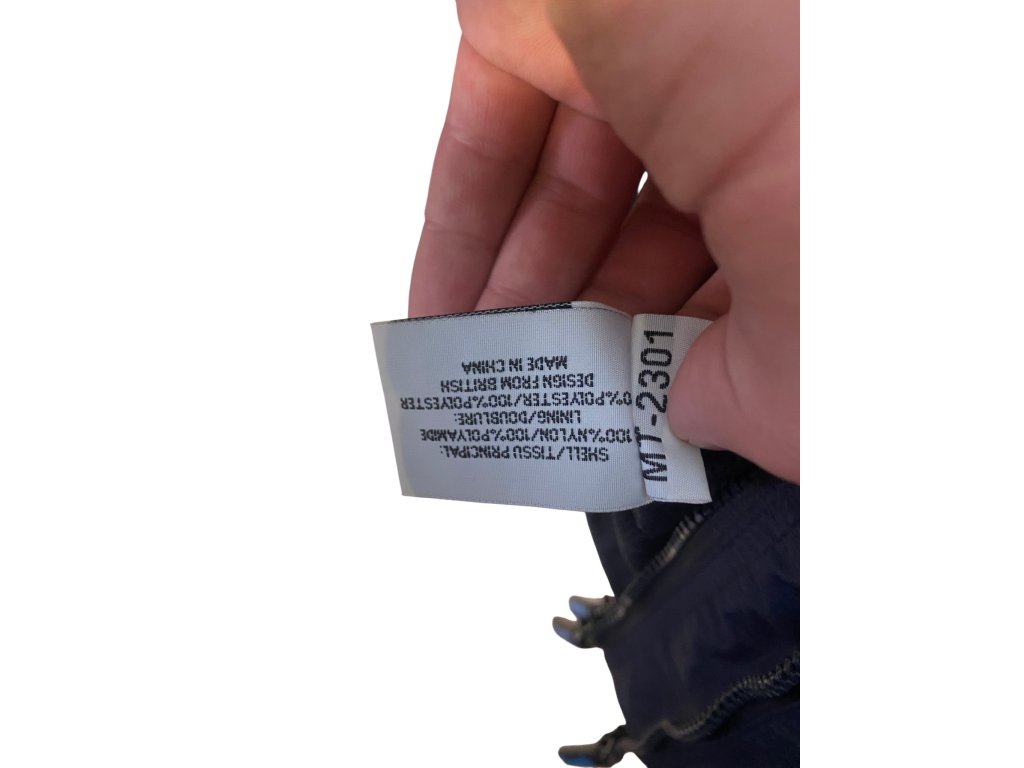 SHELL/TISSU PRINCIPAL:
100%NYLON/100%POLYAMIDE
LINING/DOUBLURE:
0%POLYESTER/100%POLYESTER
DESIGN FROM BRITISH
MADE IN CHINA
MT-2301